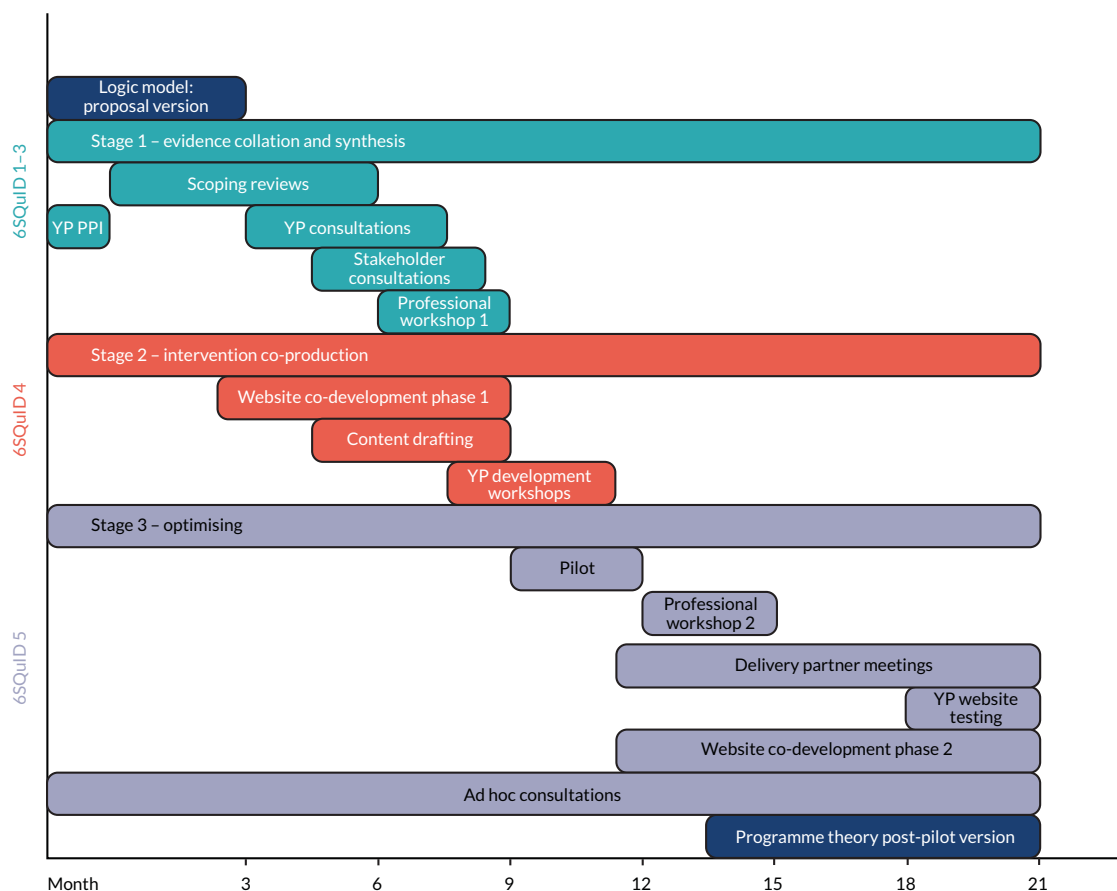 Logic model:
proposal version
6SQuID 1–3
Stage 1 – evidence collation and synthesis
Scoping reviews
YP PPI
YP consultations
Stakeholder
consultations
Professional
workshop 1
6SQuID 4
Stage 2 – intervention co-production
Website co-development phase 1
Content drafting
YP development
workshops
6SQuID 5
Stage 3 – optimising
Pilot
Professional
workshop 2
Delivery partner meetings
YP website
testing
Website co-development phase 2
Ad hoc consultations
Programme theory post-pilot version
Month 3 6 9 12 15 18 21